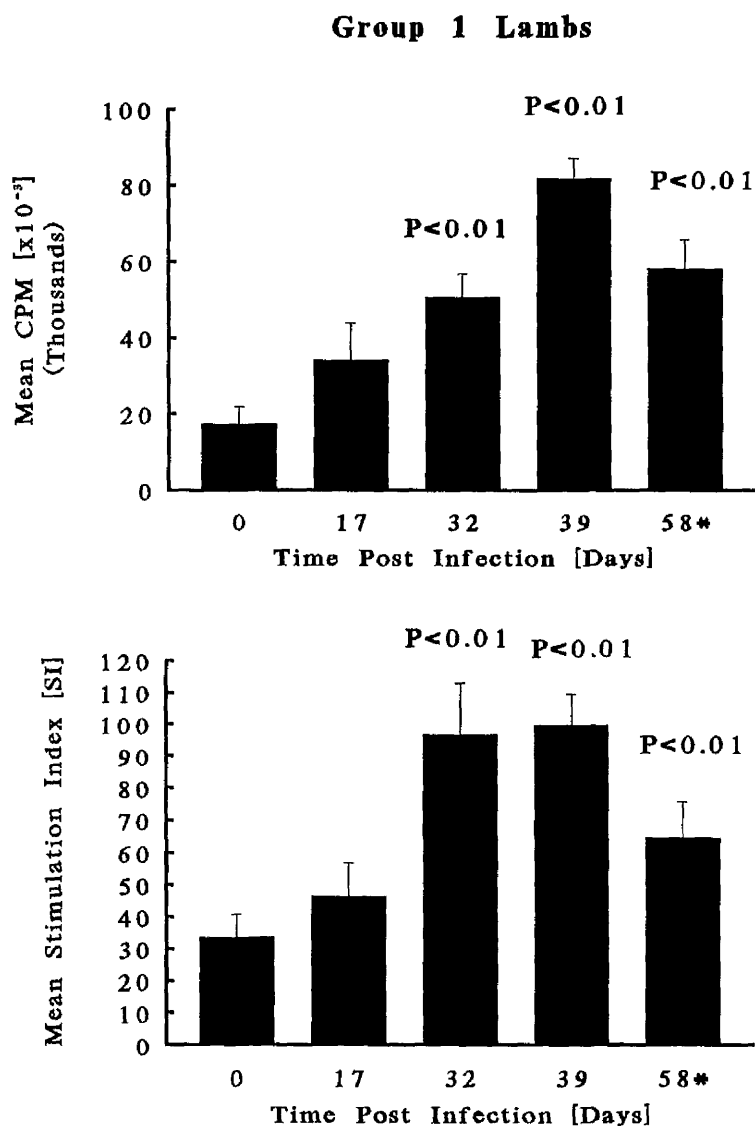 Group 1 Lambs
Mean CPM [x10⁻³]
(Thousands)
100
80
60
40
20
0
P<0.01
P<0.01
P<0.01
0 17 32 39 58*
Time Post Infection [Days]
Mean Stimulation Index [SI]
120
110
100
90
80
70
60
50
40
30
20
10
0
P<0.01
P<0.01
P<0.01
0 17 32 39 58*
Time Post Infection [Days]